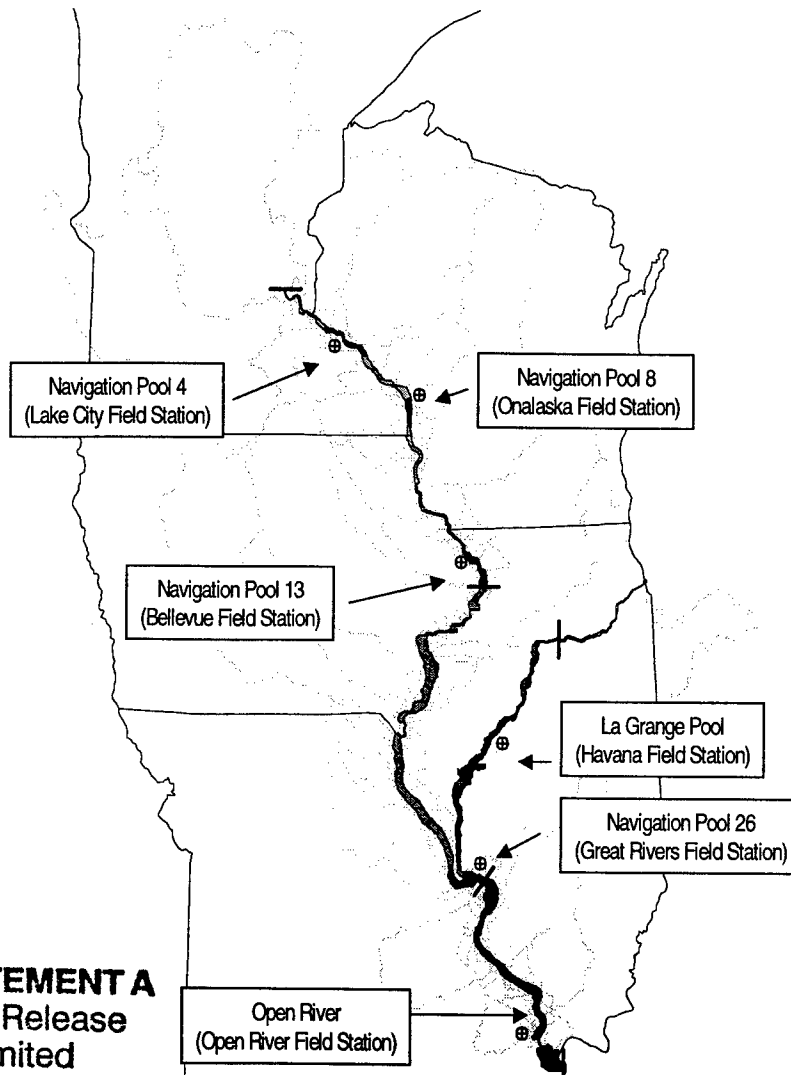 Navigation Pool 4
(Lake City Field Station)
Navigation Pool 8
(Onalaska Field Station)
Navigation Pool 13
(Bellevue Field Station)
La Grange Pool
(Havana Field Station)
Navigation Pool 26
(Great Rivers Field Station)
Open River
(Open River Field Station)
TEMENT A
Release
mited